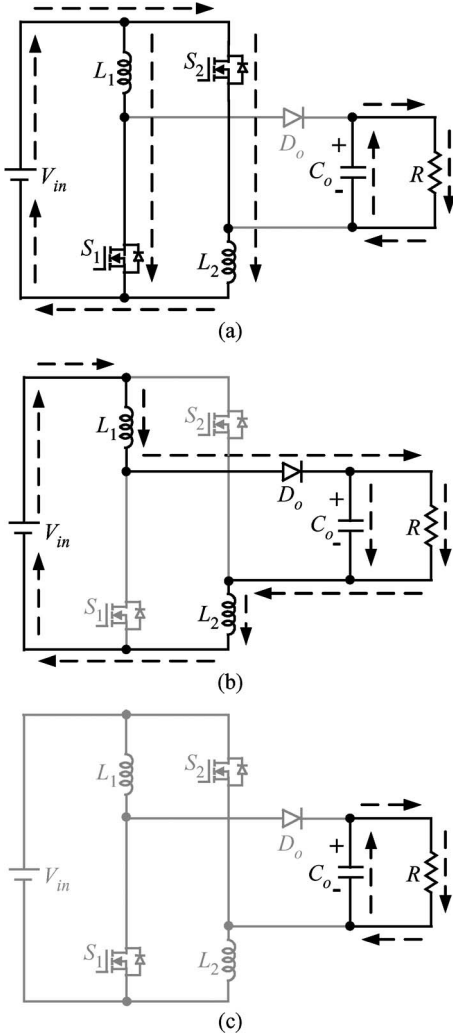 L1
S2
Do
+
Co
-
R
Vin
S1
L2
(a)
L1
S2
Do
+
Co
-
R
Vin
S1
L2
(b)
L1
S2
Do
+
Co
-
R
Vin
S1
L2
(c)